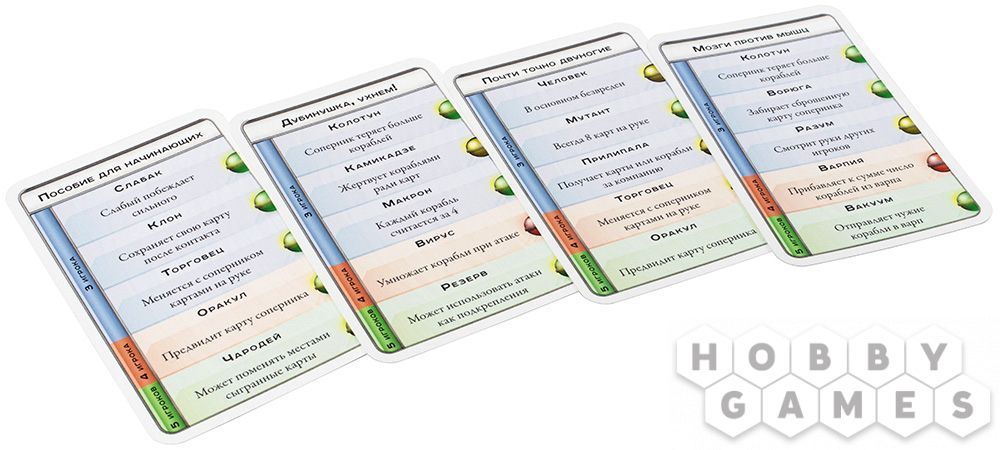 Пособие для начинающих
Слабак
Слабый побеждает
сильного
Клон
Сохраняет свою карту
после контакта
Торговец
Меняется с соперником
картами на руке
Оракул
Предвидит карту соперника
Чародей
Может поменять местами
сыгранные карты
3 игрока
4 игрока
5 игроков
Дубинушка, ухнем!
Колотун
Соперник теряет больше
кораблей
Камикадзе
Жертвует кораблями
ради карт
Макрон
Каждый корабль
считается за 4
Вирус
Умножает корабли при атаке
Резерв
Может использовать атаки
как подкрепления
3 игрока
4 игрока
5 игроков
Почти точно двуногие
Человек
В основном безвреден
Мутант
Всегда 8 карт на руке
Прилипала
Получает карты или корабли
за компанию
Торговец
Меняется с соперником
картами на руке
Оракул
Предвидит карту соперника
3 игрока
4 игрока
5 игроков
Мозги против мышц
Колотун
Соперник теряет больше
кораблей
Ворюга
Забирает сброшенную
карту соперника
Разум
Смотрит руки других
игроков
Варпия
Прибавляет к сумме число
кораблей из варпа
Вакуум
Отправляет чужие
корабли в варп
3 игрока
4 игрока
5 игроков
HOBBY
GAMES